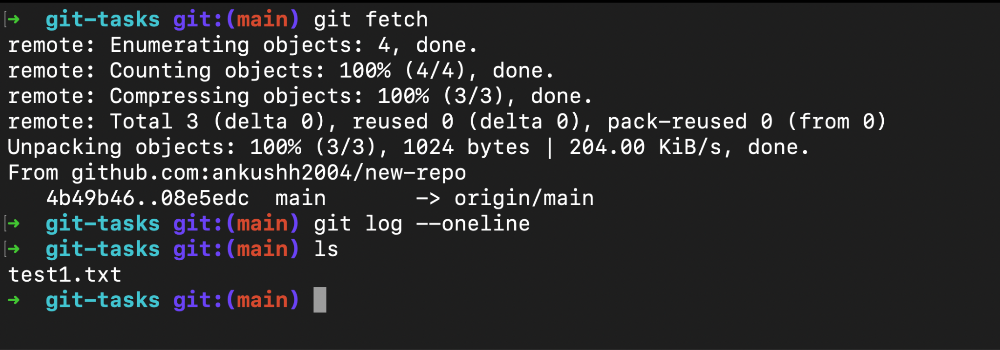 [➜  git-tasks git:(main) git fetch
remote: Enumerating objects: 4, done.
remote: Counting objects: 100% (4/4), done.
remote: Compressing objects: 100% (3/3), done.
remote: Total 3 (delta 0), reused 0 (delta 0), pack-reused 0 (from 0)
Unpacking objects: 100% (3/3), 1024 bytes | 204.00 KiB/s, done.
From github.com:ankushh2004/new-repo
   4b49b46..08e5edc  main       -> origin/main
[➜  git-tasks git:(main) git log --oneline
[➜  git-tasks git:(main) ls
test1.txt
➜  git-tasks git:(main)